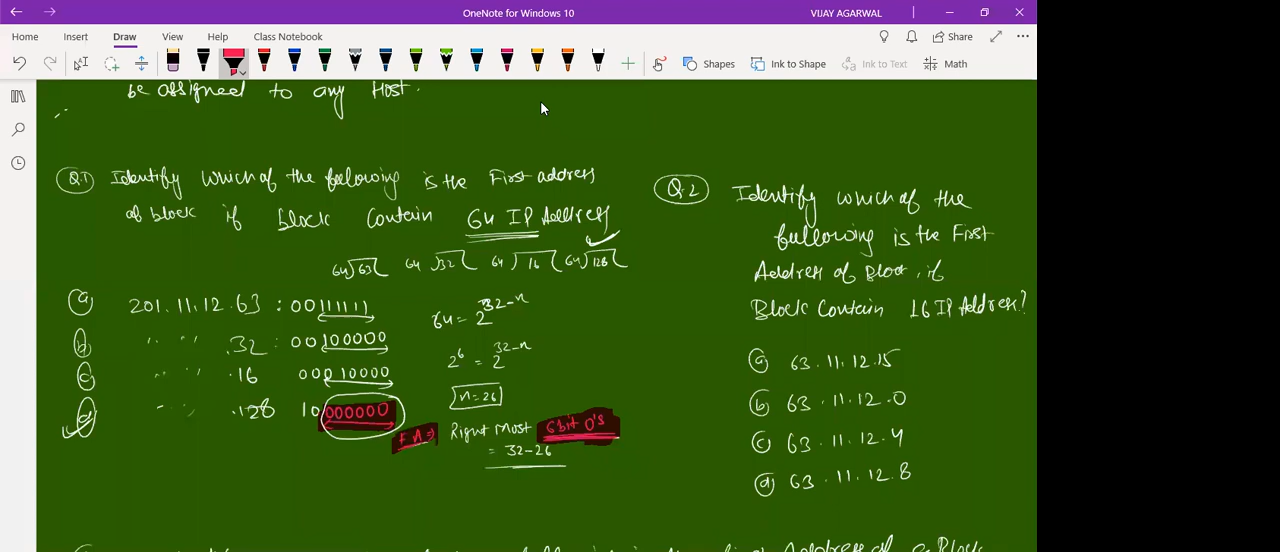 OneNote for Windows 10
VIJAY AGARWAL
Home Insert Draw View Help Class Notebook
Share
Shapes Ink to Shape Ink to Text Math
be assigned to any Host.
Q.1 Identify which of the following is the First address
of block if Block Contain 64 IP Address
64 63 64 32 64 16 64 128
(a) 201.11.12.63 : 00111111
(b) " " .32 : 00100000
(c) " " .16 00010000
(d) " " .128 10000000
64 = 2^32-n
2^6 = 2^32-n
n=26
F A => Right Most 6 bit 0's
= 32-26
Q.2 Identify which of the
following is the First
Address of Block, if
Block Contain 16 IP Address?
(a) 63.11.12.15
(b) 63.11.12.0
(c) 63.11.12.4
(d) 63.11.12.8
Address of a Block